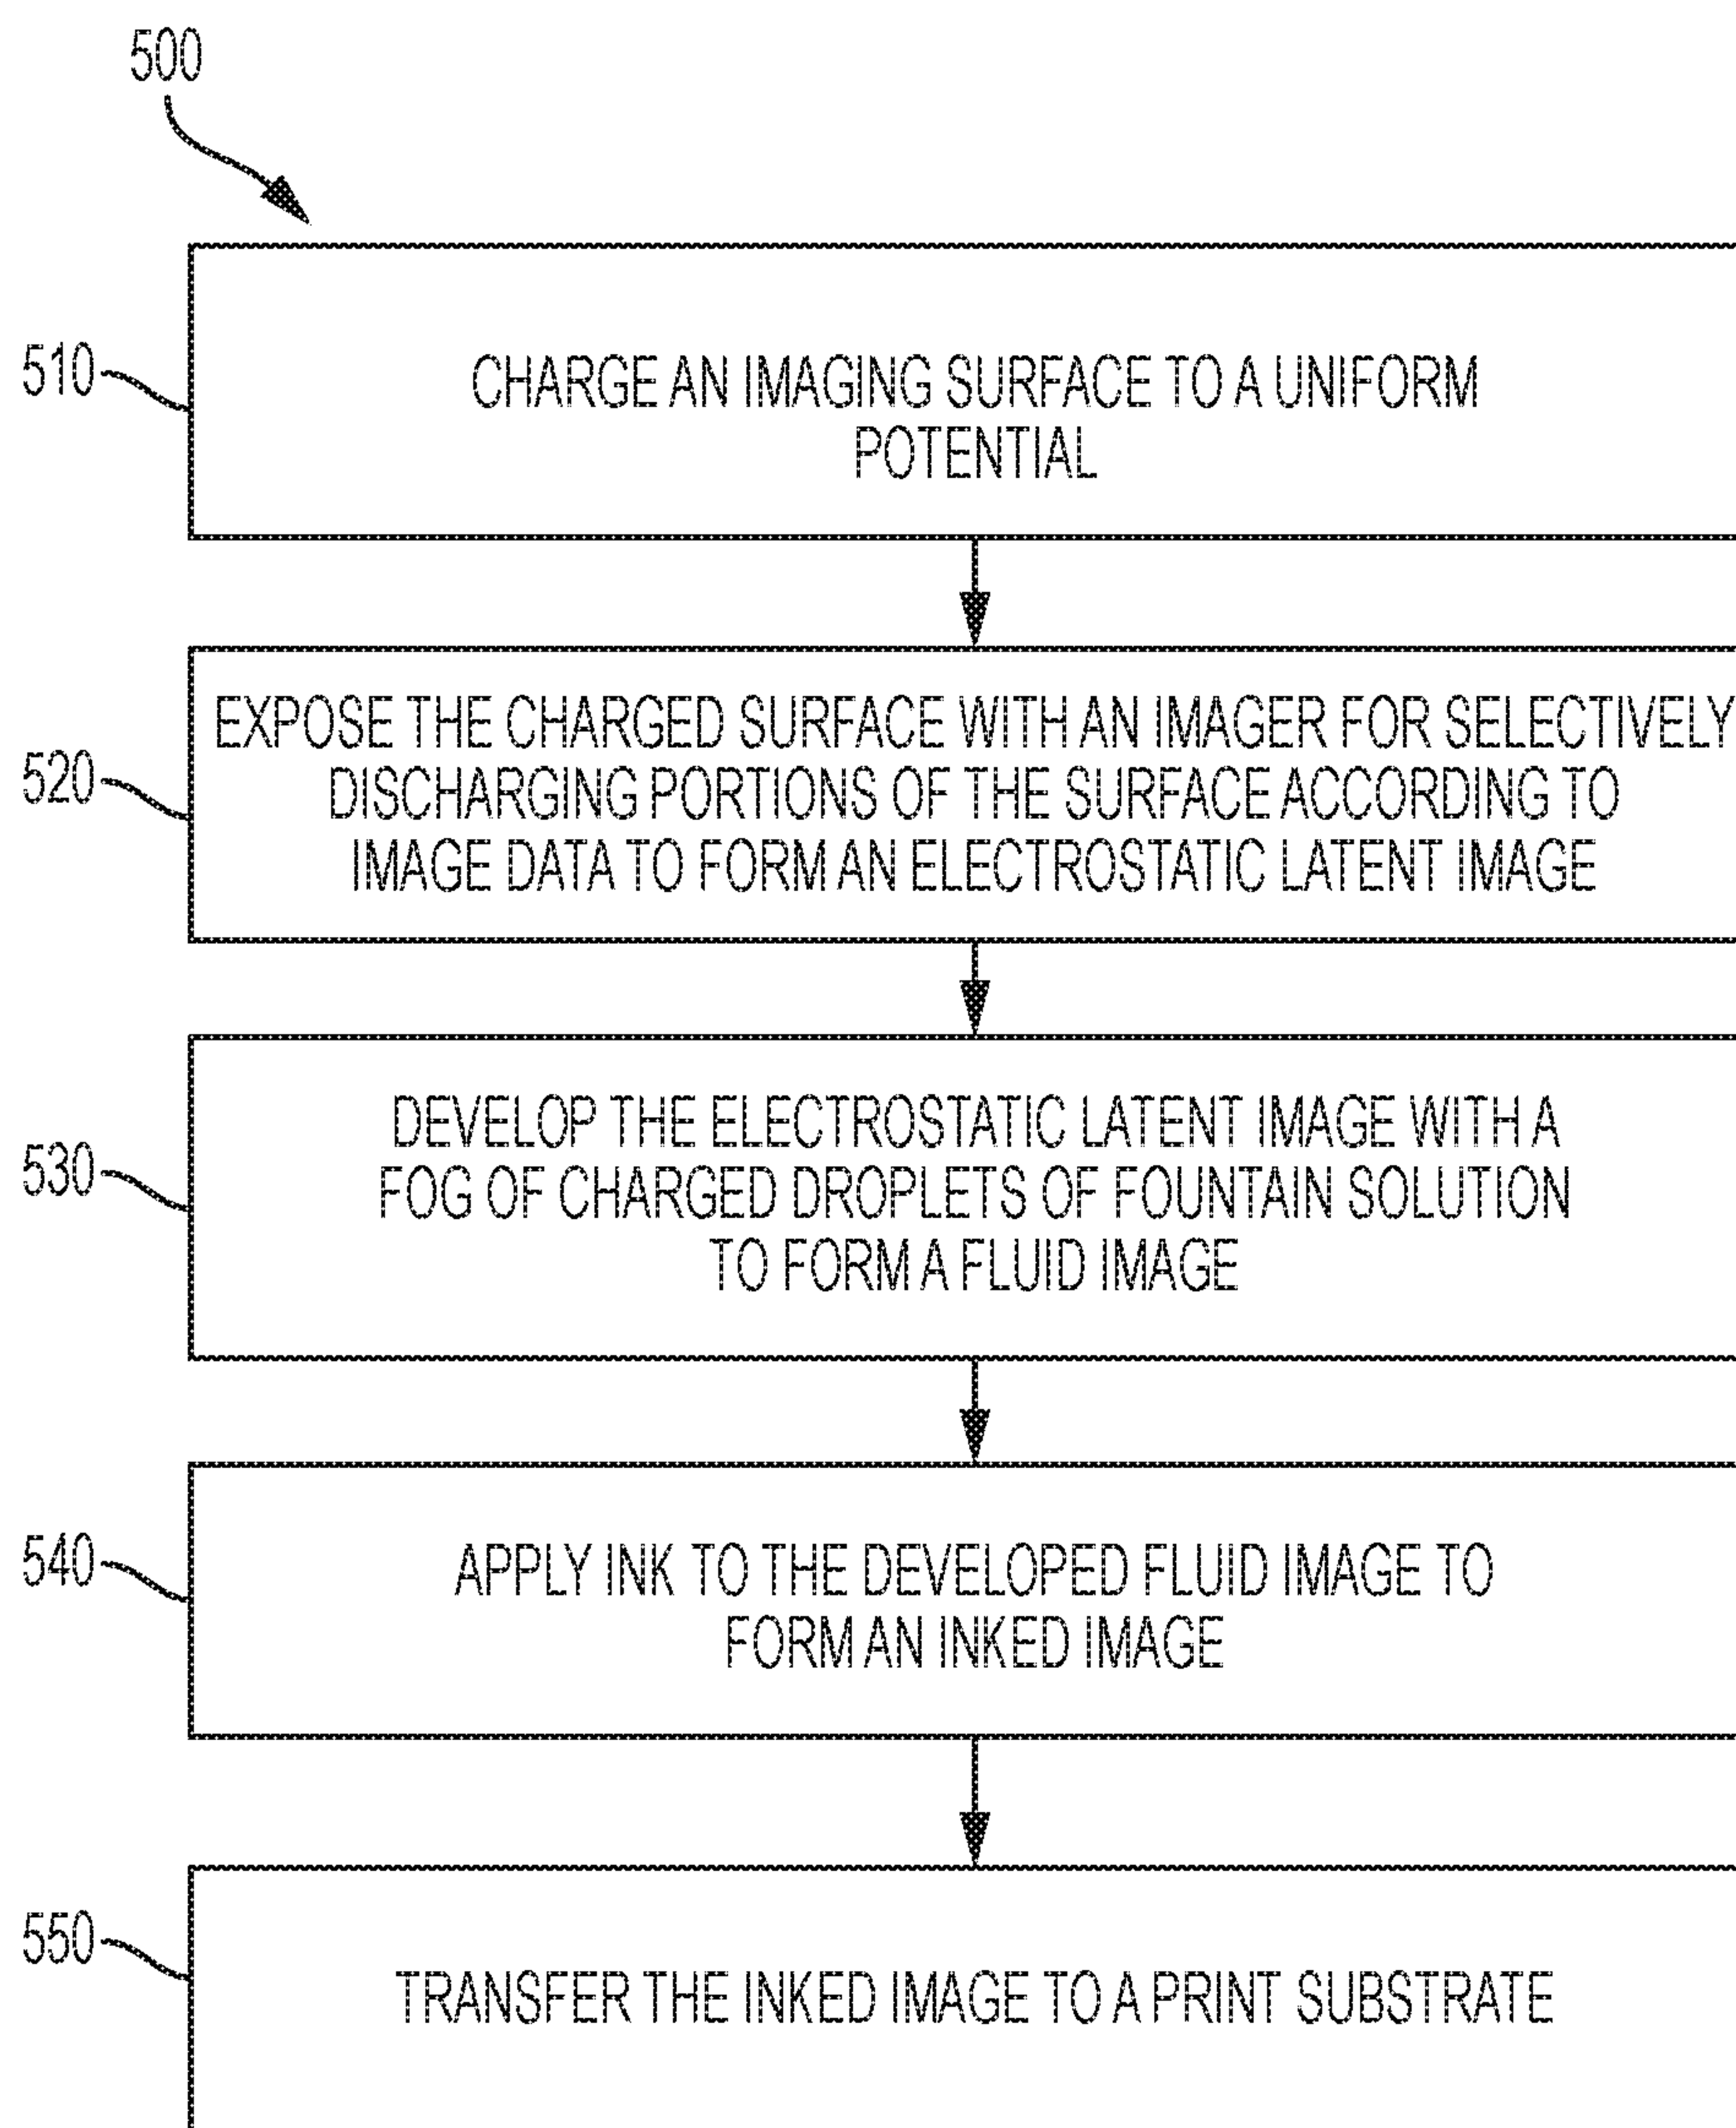 500
510
CHARGE AN IMAGING SURFACE TO A UNIFORM
POTENTIAL
520
EXPOSE THE CHARGED SURFACE WITH AN IMAGER FOR SELECTIVELY
DISCHARGING PORTIONS OF THE SURFACE ACCORDING TO
IMAGE DATA TO FORM AN ELECTROSTATIC LATENT IMAGE
530
DEVELOP THE ELECTROSTATIC LATENT IMAGE WITH A
FOG OF CHARGED DROPLETS OF FOUNTAIN SOLUTION
TO FORM A FLUID IMAGE
540
APPLY INK TO THE DEVELOPED FLUID IMAGE TO
FORM AN INKED IMAGE
550
TRANSFER THE INKED IMAGE TO A PRINT SUBSTRATE